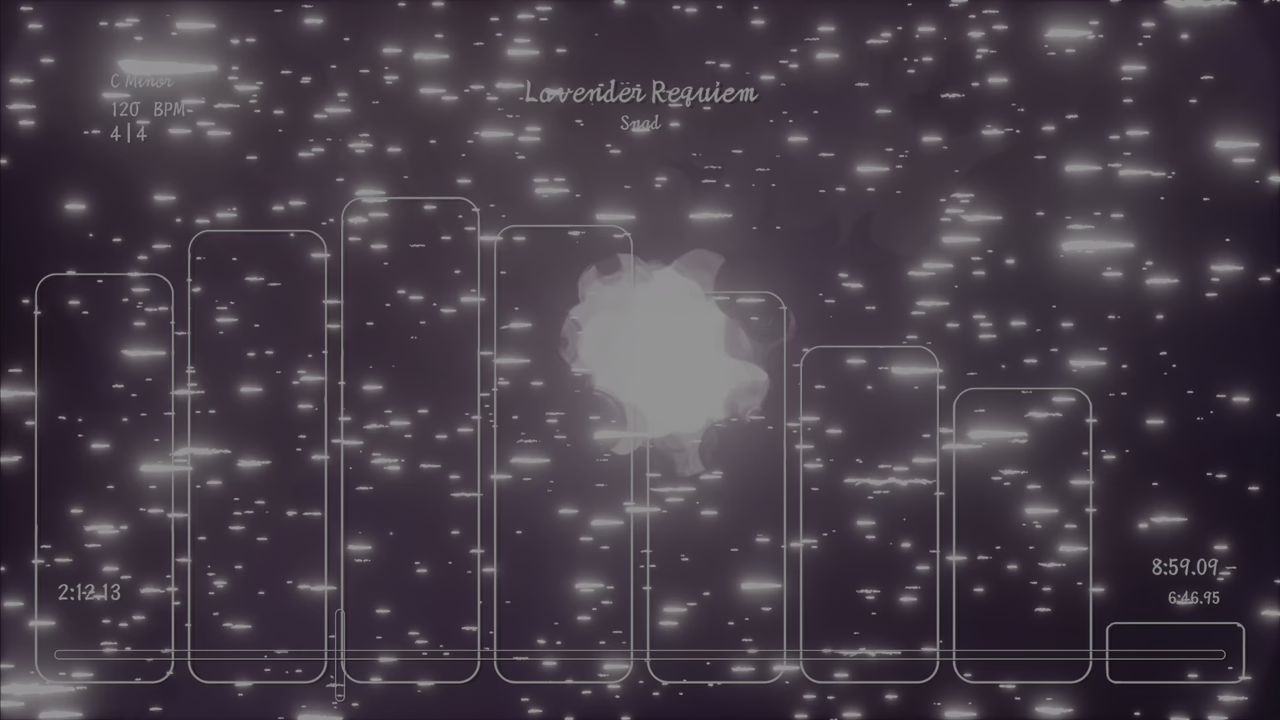 C Minor
120 BPM
4|4
Lavender Requiem
Snad
2:12.13
8:59.09
6:46.95